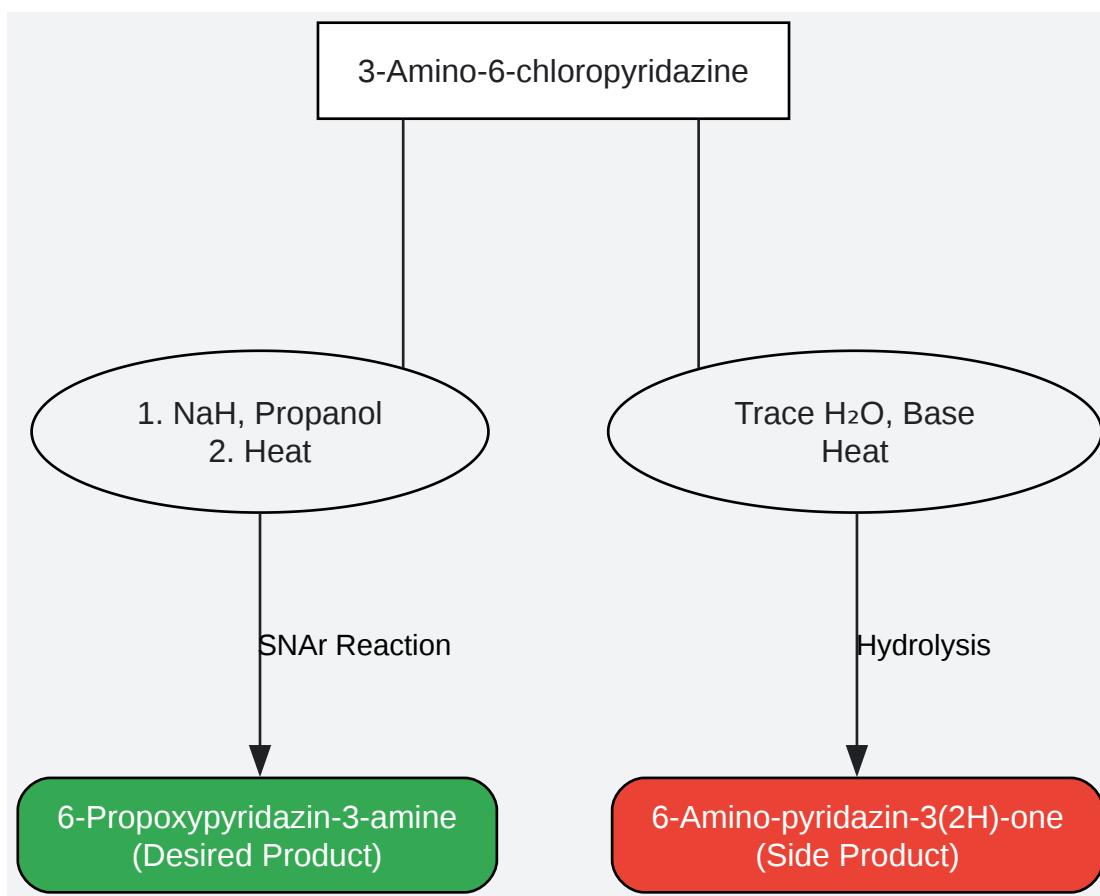 3-Amino-6-chloropyridazine
1. NaH, Propanol
2. Heat
Trace H₂O, Base
Heat
SNAr Reaction
Hydrolysis
6-Propoxypyridazin-3-amine
(Desired Product)
6-Amino-pyridazin-3(2H)-one
(Side Product)